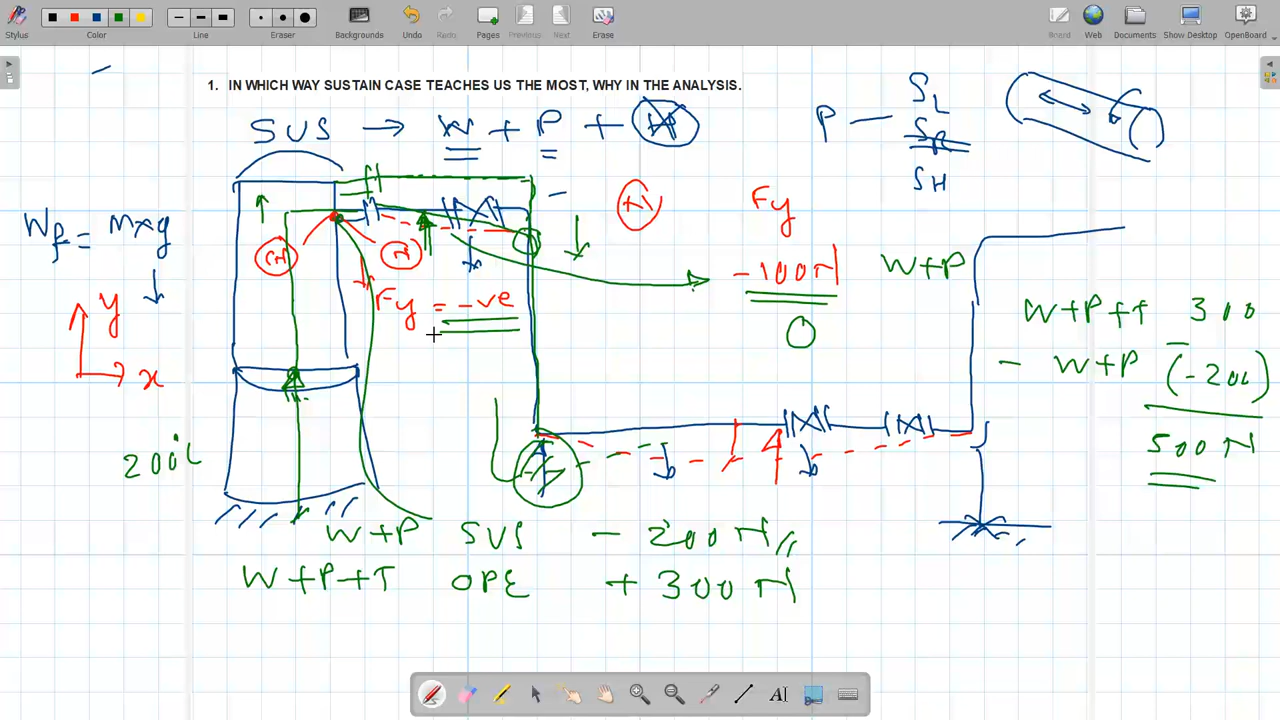 Stylus
Color
Line
Eraser
Backgrounds
Undo
Redo
Pages
Previous
Next
Erase
Board
Web
Documents
Show Desktop
OpenBoard
1. IN WHICH WAY SUSTAIN CASE TEACHES US THE MOST, WHY IN THE ANALYSIS.
SUS → W + P + H
P — SL
SR
SH
Wf = m×g
Fy
-100N
0
W+P
Fy = -ve
y
x
W+P+T 300
- W+P (-200)
500N
W+P SUS - 200N
W+P+T OPE + 300N